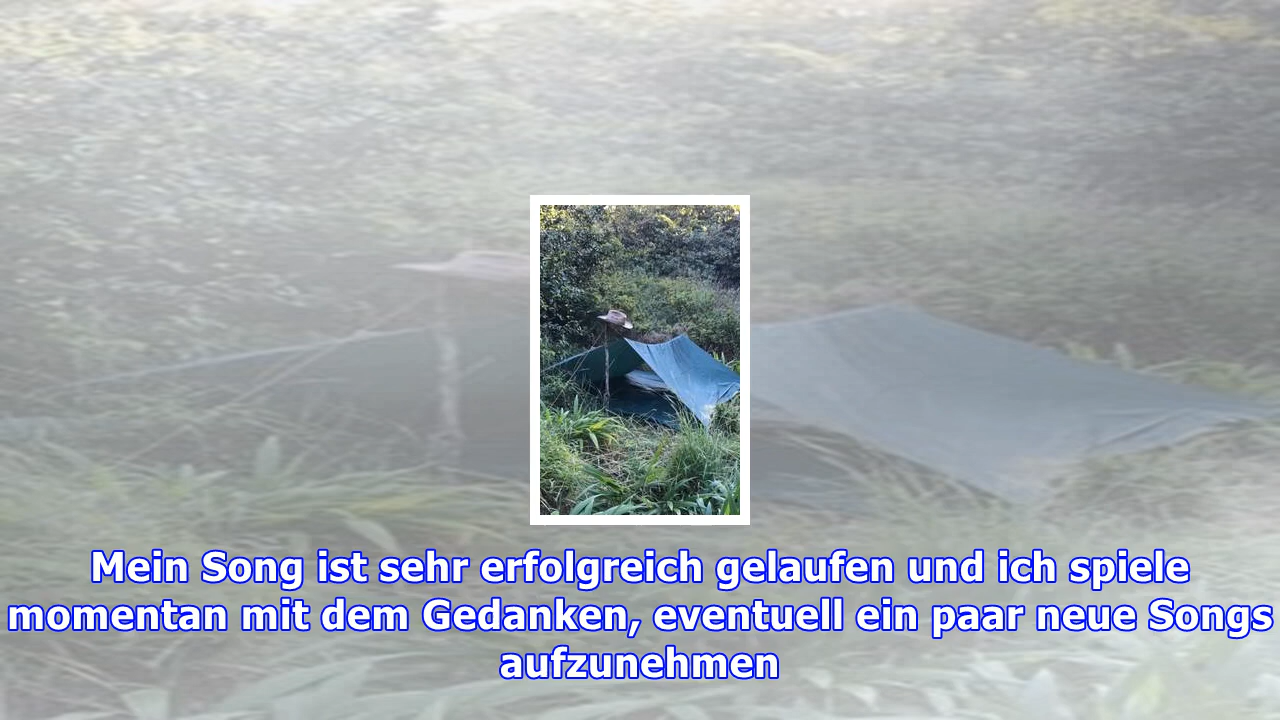 Mein Song ist sehr erfolgreich gelaufen und ich spiele
momentan mit dem Gedanken, eventuell ein paar neue Songs
aufzunehmen